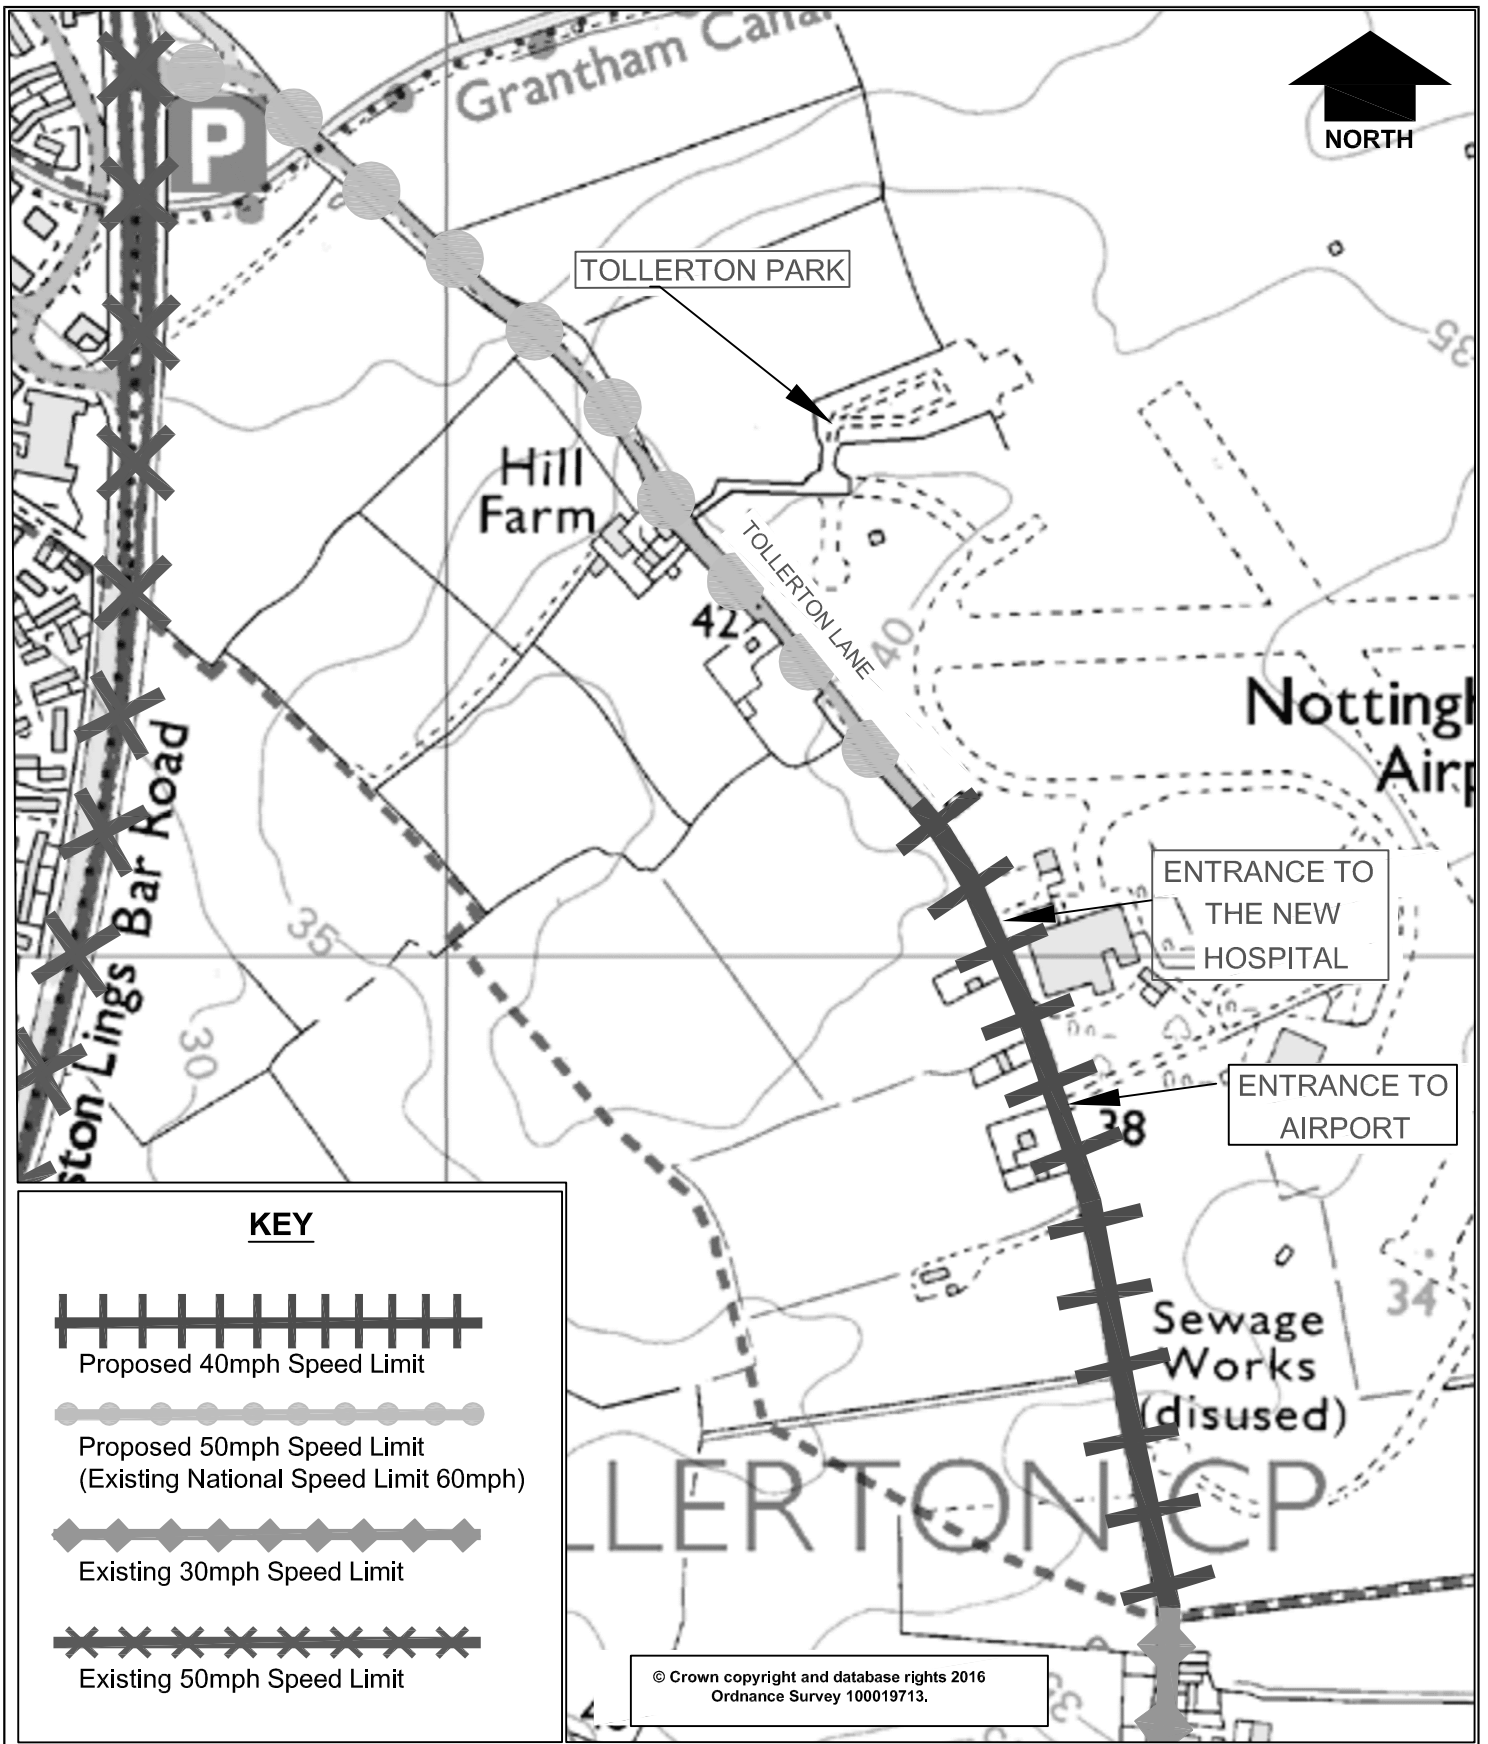 Grantham Canal
P
NORTH
TOLLERTON PARK
35
Hill
Farm
TOLLERTON LANE
42
40
Nottingh
Airp
Bar Road
Lings
ston
ENTRANCE TO
THE NEW
HOSPITAL
35
30
ENTRANCE TO
AIRPORT
38
34
Sewage
Works
(disused)
LLERTON CP
KEY
Proposed 40mph Speed Limit
Proposed 50mph Speed Limit
(Existing National Speed Limit 60mph)
Existing 30mph Speed Limit
Existing 50mph Speed Limit
© Crown copyright and database rights 2016
Ordnance Survey 100019713.